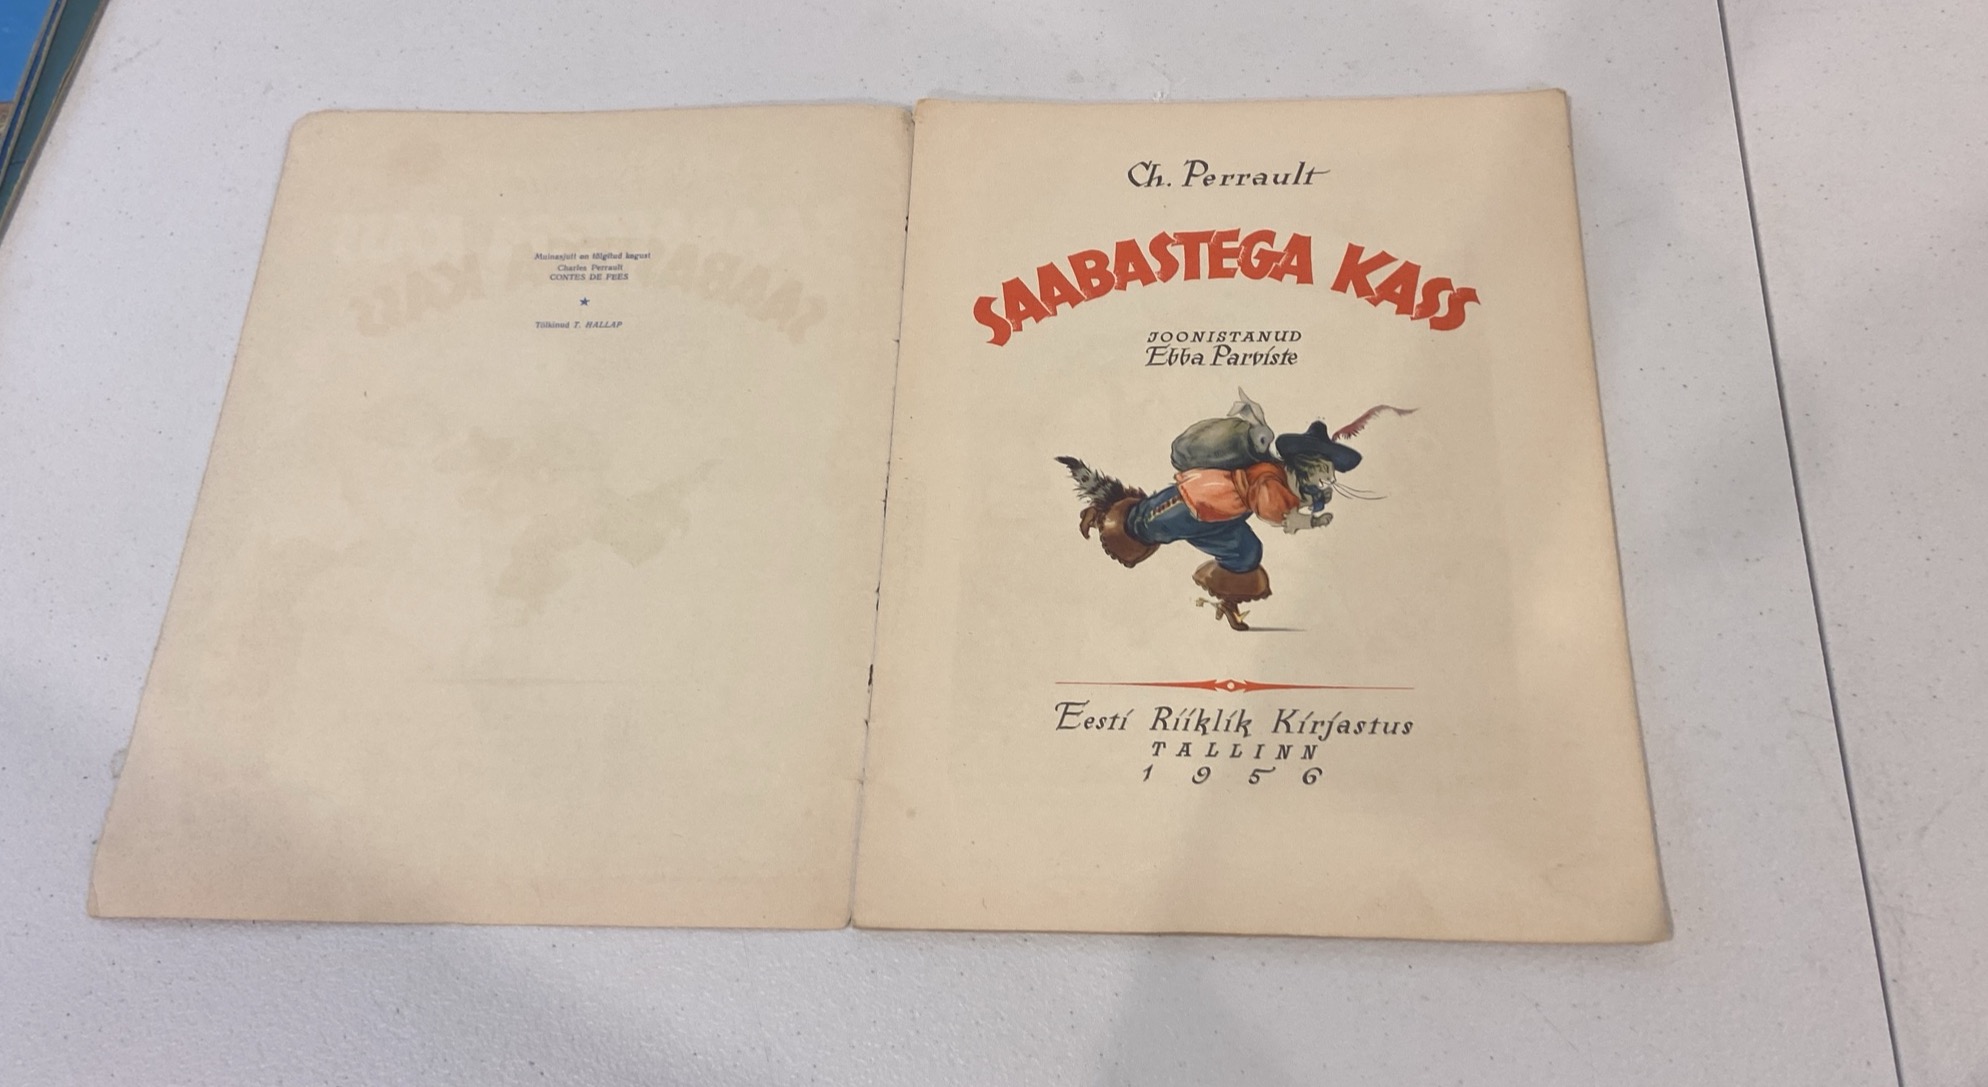 Muinasjutt on tõlgitud kogust
Charles Perrault
CONTES DE FEES
Tõlkinud T. HALLAP
Ch. Perrault
SAABASTEGA KASS
JOONISTANUD
Ebba Parviste
Eesti Riiklik Kirjastus
TALLINN
1956